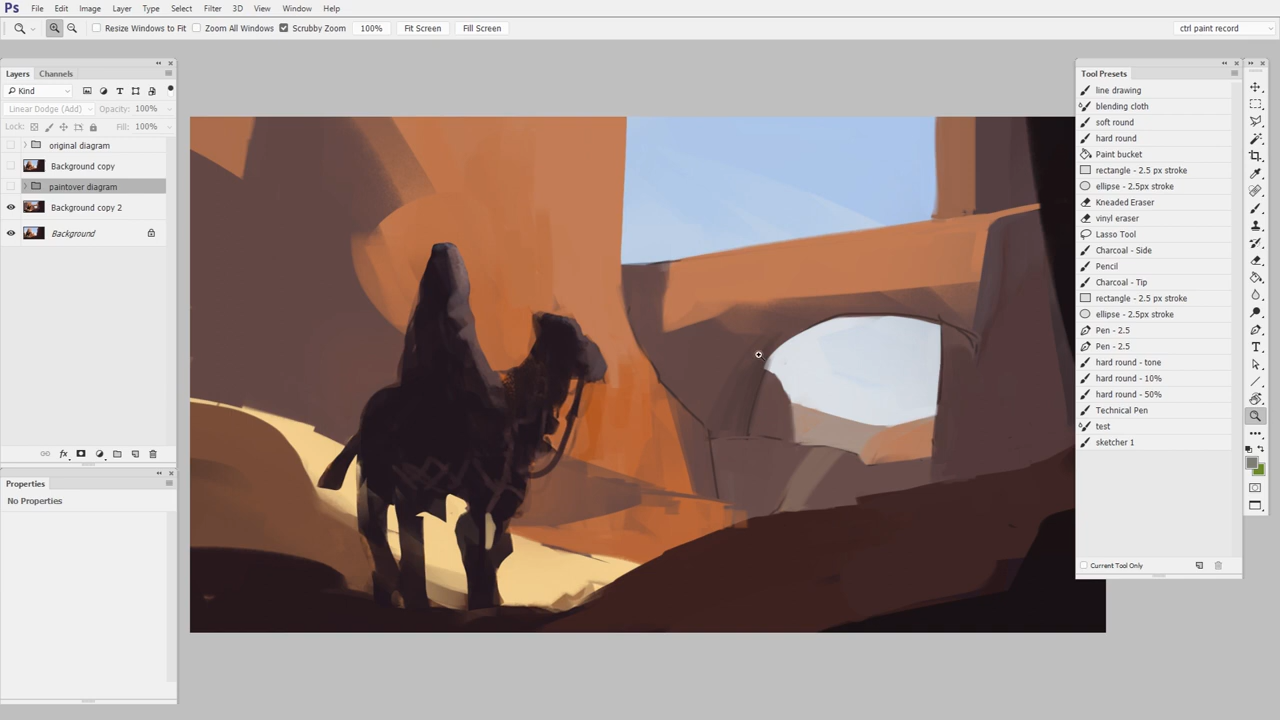 Ps File Edit Image Layer Type Select Filter 3D View Window Help
Resize Windows to Fit Zoom All Windows Scrubby Zoom 100% Fit Screen Fill Screen ctrl paint record
Layers Channels
Kind
Linear Dodge (Add) Opacity: 100%
Lock: Fill: 100%
original diagram
Background copy
paintover diagram
Background copy 2
Background
fx
Properties
No Properties
Tool Presets
line drawing
blending cloth
soft round
hard round
Paint bucket
rectangle - 2.5 px stroke
ellipse - 2.5px stroke
Kneaded Eraser
vinyl eraser
Lasso Tool
Charcoal - Side
Pencil
Charcoal - Tip
rectangle - 2.5 px stroke
ellipse - 2.5px stroke
Pen - 2.5
Pen - 2.5
hard round - tone
hard round - 10%
hard round - 50%
Technical Pen
test
sketcher 1
Current Tool Only